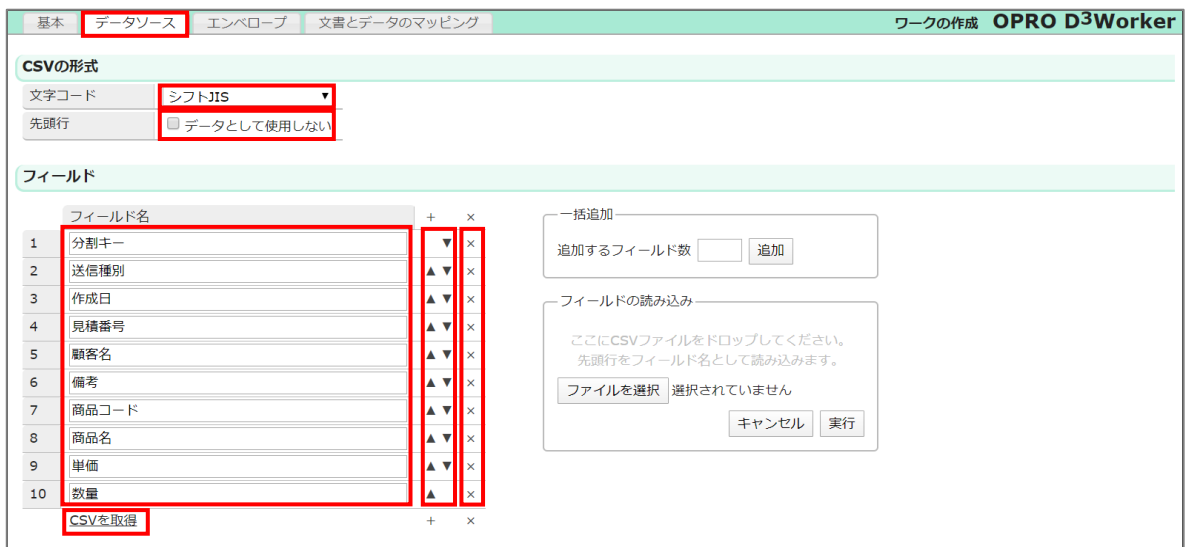 基本 データソース エンベロープ 文書とデータのマッピング ワークの作成 OPRO D3Worker
CSVの形式
文字コード シフトJIS ▼
先頭行 データとして使用しない
フィールド
フィールド名 + ×
1 分割キー ▼ ×
2 送信種別 ▲ ▼ ×
3 作成日 ▲ ▼ ×
4 見積番号 ▲ ▼ ×
5 顧客名 ▲ ▼ ×
6 備考 ▲ ▼ ×
7 商品コード ▲ ▼ ×
8 商品名 ▲ ▼ ×
9 単価 ▲ ▼ ×
10 数量 ▲ ×
CSVを取得 + ×
一括追加
追加するフィールド数 追加
フィールドの読み込み
ここにCSVファイルをドロップしてください。
先頭行をフィールド名として読み込みます。
ファイルを選択 選択されていません
キャンセル 実行